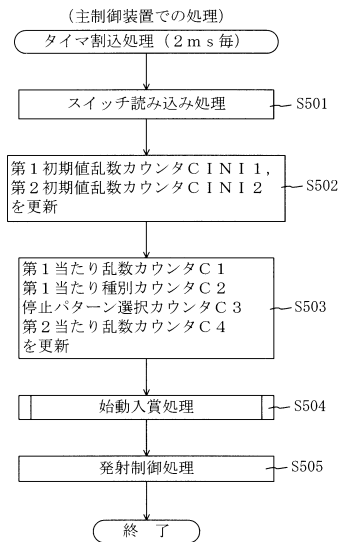 （主制御装置での処理）
タイマ割込処理（２ｍｓ毎）
スイッチ読み込み処理
S501
第１初期値乱数カウンタＣＩＮＩ１，
第２初期値乱数カウンタＣＩＮＩ２
を更新
S502
第１当たり乱数カウンタＣ１
第１当たり種別カウンタＣ２
停止パターン選択カウンタＣ３
第２当たり乱数カウンタＣ４
を更新
S503
始動入賞処理
S504
発射制御処理
S505
終　了